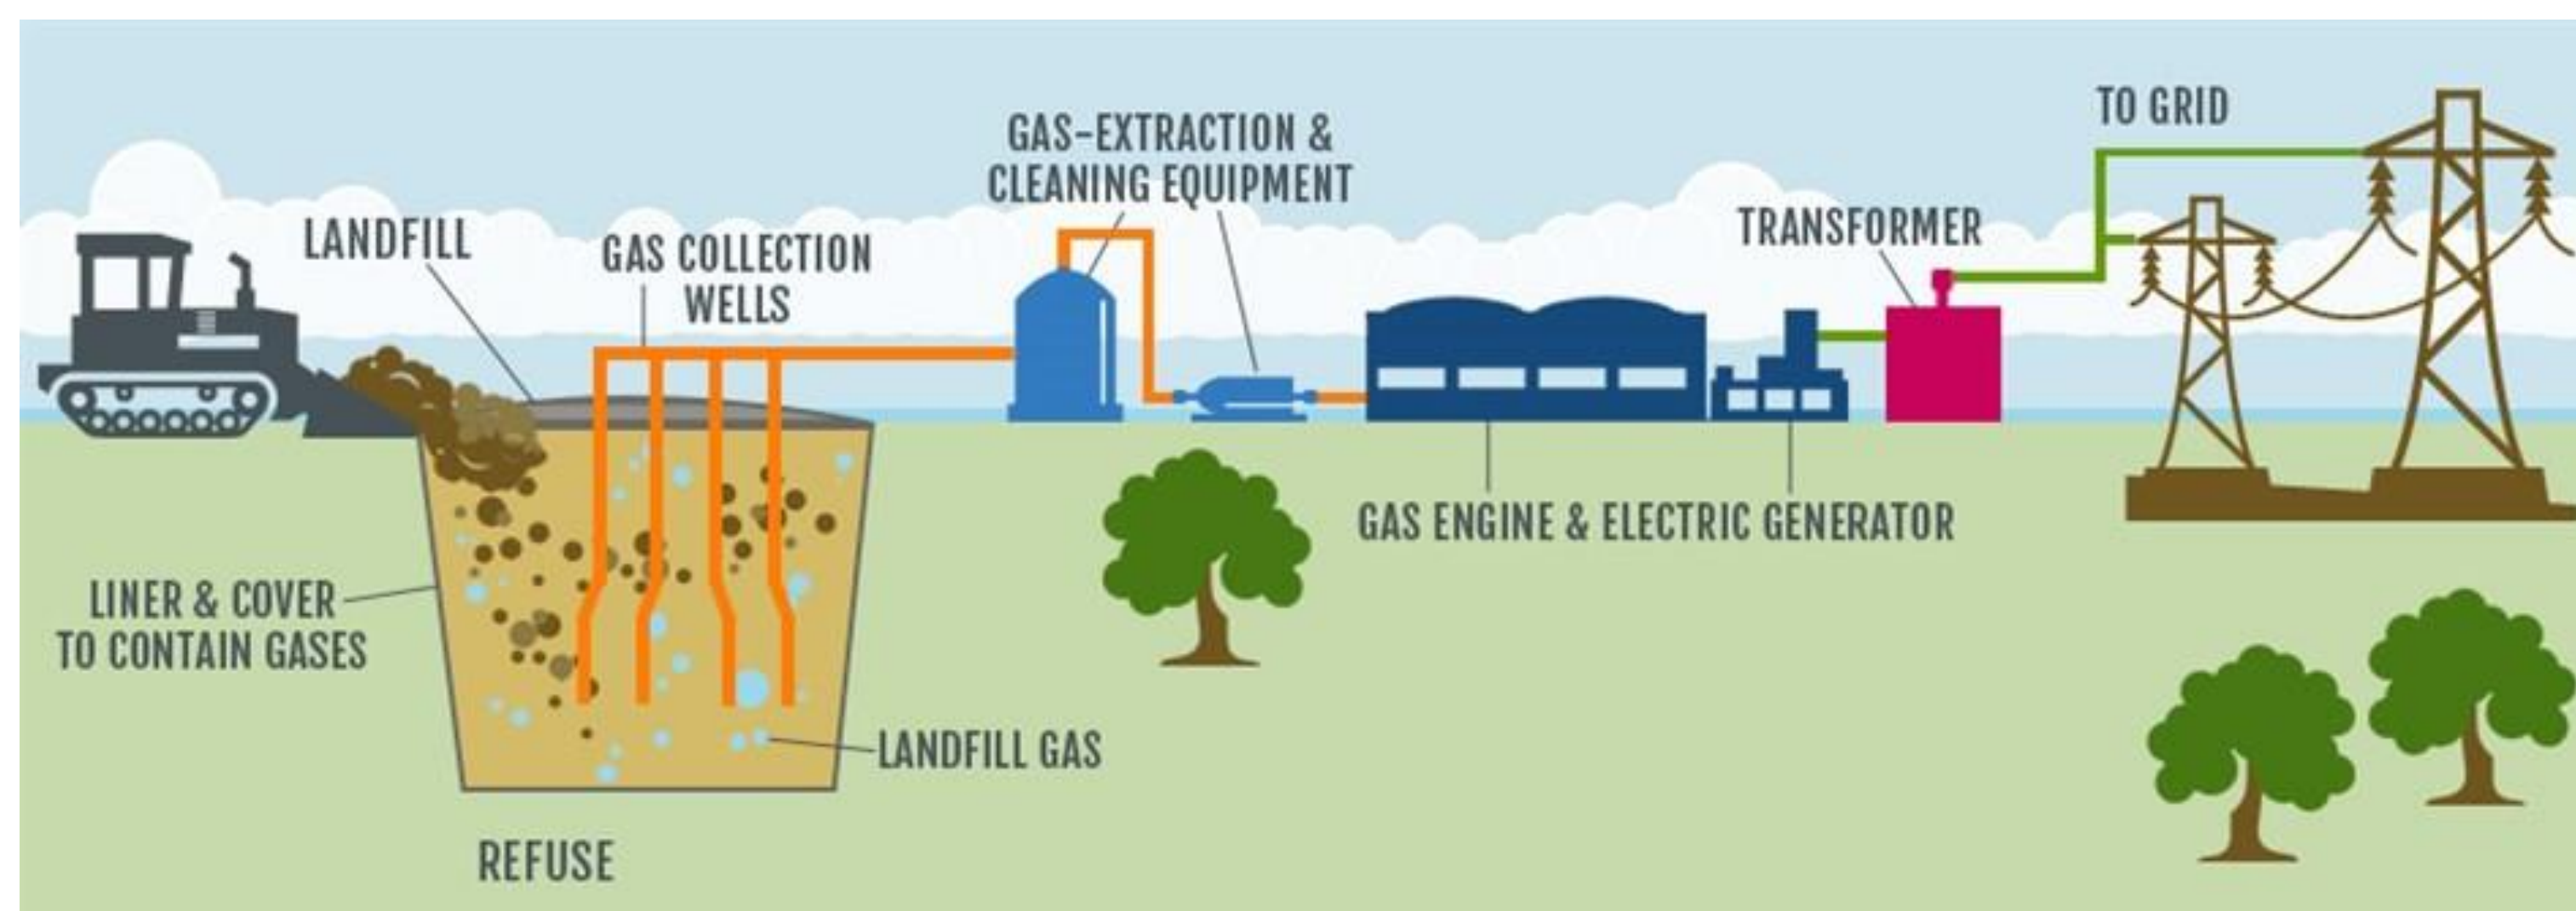 LANDFILL
GAS COLLECTION
WELLS
GAS-EXTRACTION &
CLEANING EQUIPMENT
TRANSFORMER
TO GRID
GAS ENGINE & ELECTRIC GENERATOR
LINER & COVER
TO CONTAIN GASES
LANDFILL GAS
REFUSE